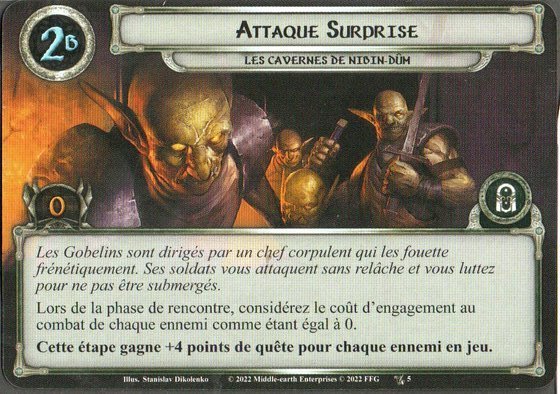 2B
ATTAQUE SURPRISE
LES CAVERNES DE NIBIN-DÛM
0
Les Gobelins sont dirigés par un chef corpulent qui les fouette
frénétiquement. Ses soldats vous attaquent sans relâche et vous luttez
pour ne pas être submergés.
Lors de la phase de rencontre, considérez le coût d'engagement au
combat de chaque ennemi comme étant égal à 0.
Cette étape gagne +4 points de quête pour chaque ennemi en jeu.
Illus. Stanislav Dikolenko © 2022 Middle-earth Enterprises © 2022 FFG 5